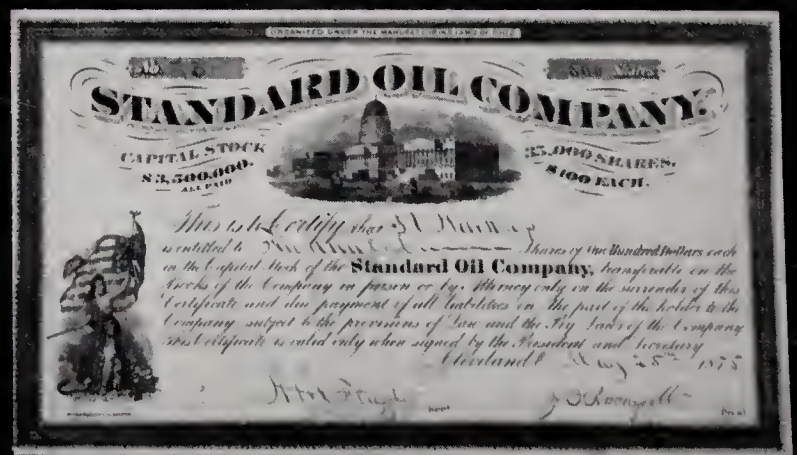 ORGANIZED UNDER THE MANUFACTURING LAWS OF OHIO
No.
STANDARD OIL COMPANY.
CAPITAL STOCK
$3,500,000.
ALL PAID
35,000 SHARES.
$100 EACH.
This is to Certify that
is entitled to Shares of One Hundred Dollars each
in the Capital Stock of the Standard Oil Company, transferable on the
Books of the Company in person or by Attorney only on the surrender of this
Certificate and due payment of all liabilities on the part of the holder to the
Company subject to the provisions of Law and the By Laws of the Company
This Certificate is valid only when signed by the President and Secretary
Cleveland O. 1875